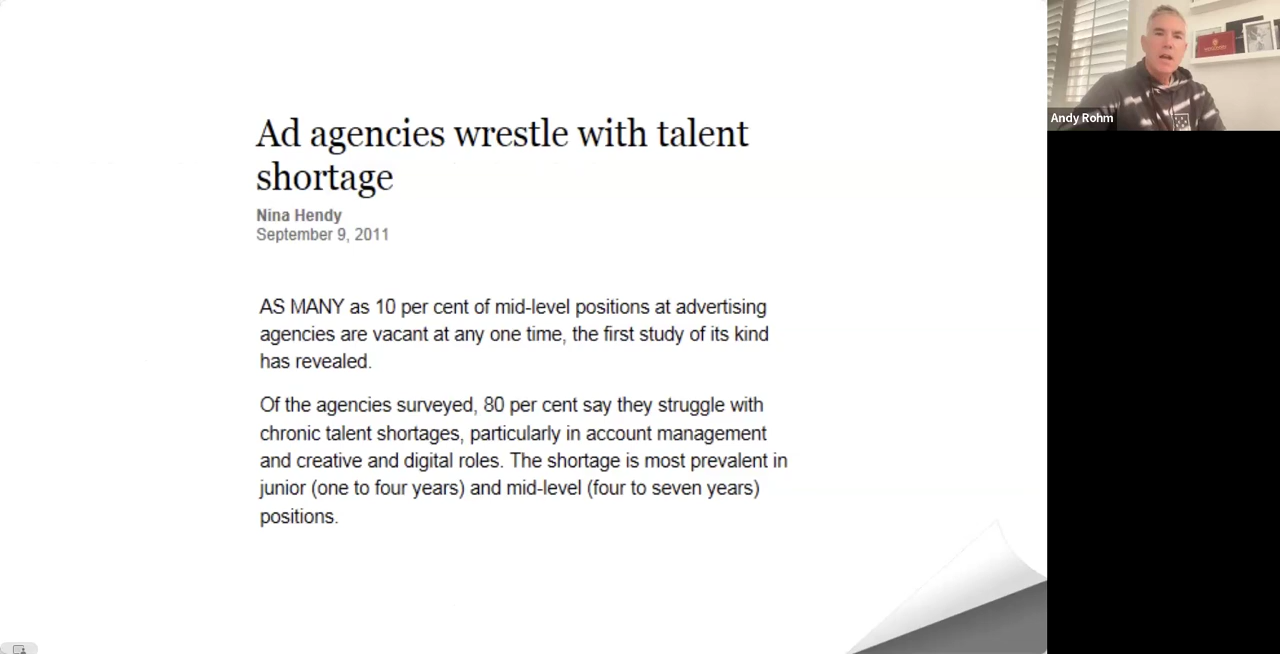 Ad agencies wrestle with talent
shortage
Nina Hendy
September 9, 2011
AS MANY as 10 per cent of mid-level positions at advertising
agencies are vacant at any one time, the first study of its kind
has revealed.
Of the agencies surveyed, 80 per cent say they struggle with
chronic talent shortages, particularly in account management
and creative and digital roles. The shortage is most prevalent in
junior (one to four years) and mid-level (four to seven years)
positions.
Andy Rohm